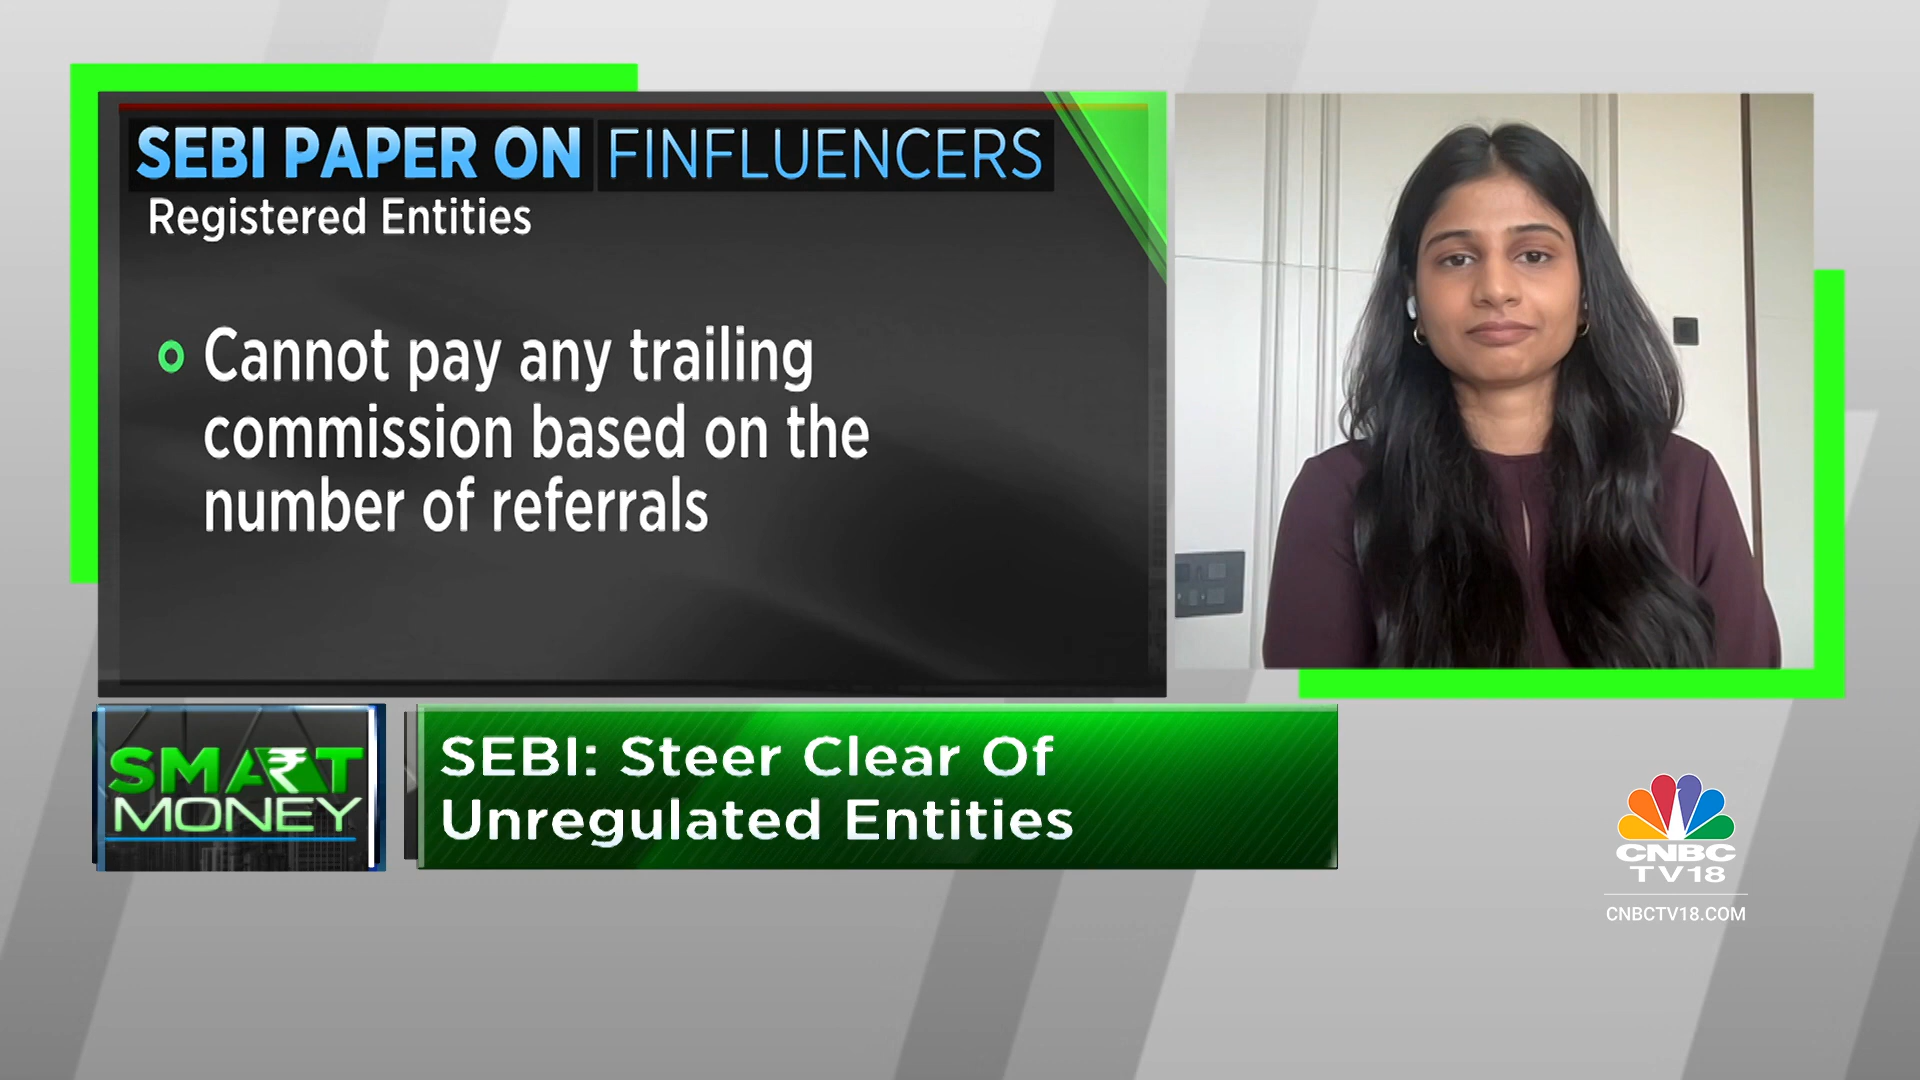 SEBI PAPER ON FINFLUENCERS
Registered Entities
Cannot pay any trailing
commission based on the
number of referrals
SMA₹T
MONEY
SEBI: Steer Clear Of
Unregulated Entities
CNBC
TV18
CNBCTV18.COM